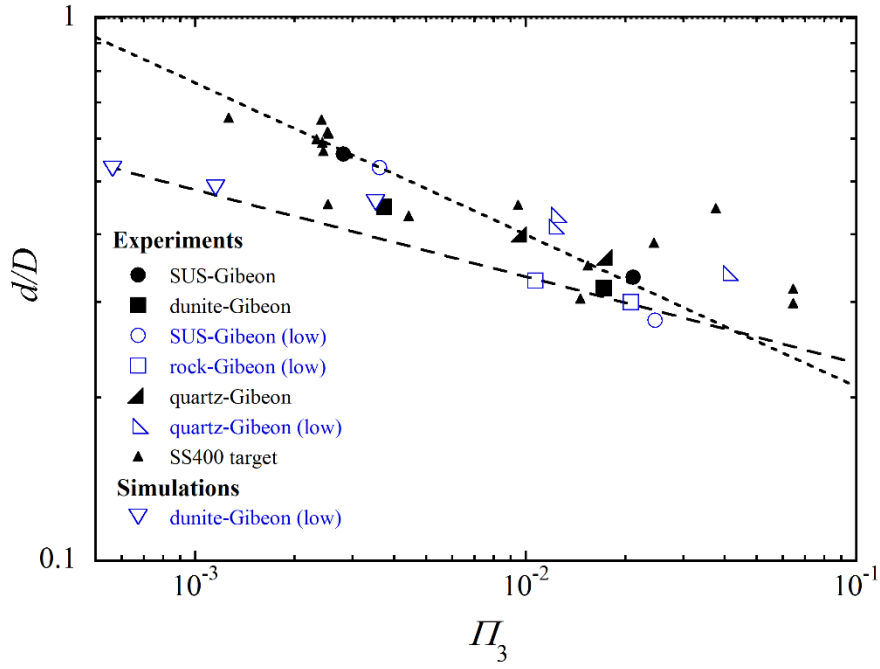 1
d/D
Experiments
SUS-Gibeon
dunite-Gibeon
SUS-Gibeon (low)
rock-Gibeon (low)
quartz-Gibeon
quartz-Gibeon (low)
SS400 target
Simulations
dunite-Gibeon (low)
0.1
10⁻³ 10⁻² 10⁻¹
Π₃